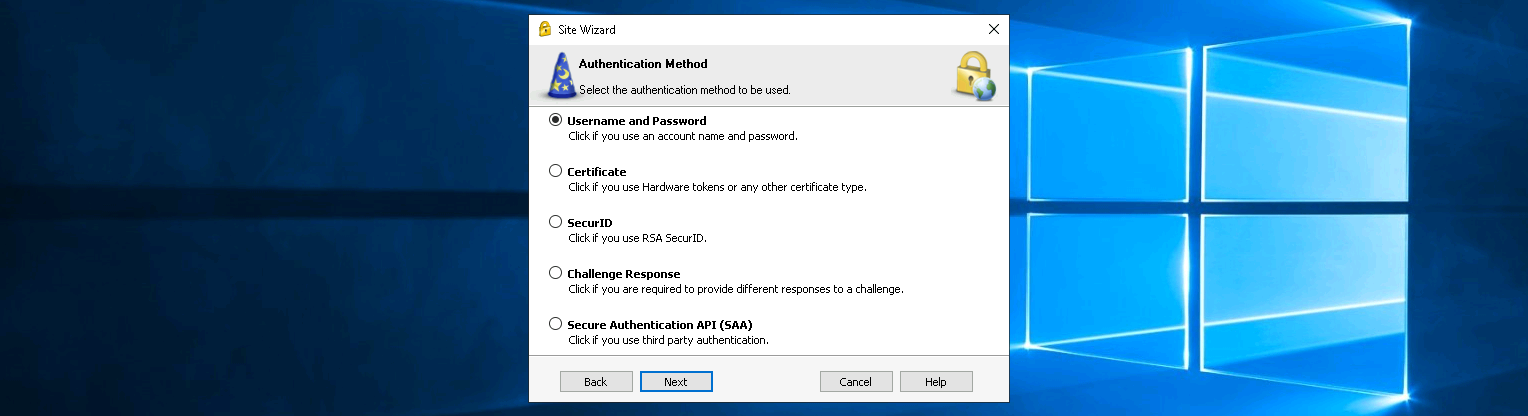 Site Wizard
Authentication Method
Select the authentication method to be used.
Username and Password
Click if you use an account name and password.
Certificate
Click if you use Hardware tokens or any other certificate type.
SecurID
Click if you use RSA SecurID.
Challenge Response
Click if you are required to provide different responses to a challenge.
Secure Authentication API (SAA)
Click if you use third party authentication.
Back Next Cancel Help